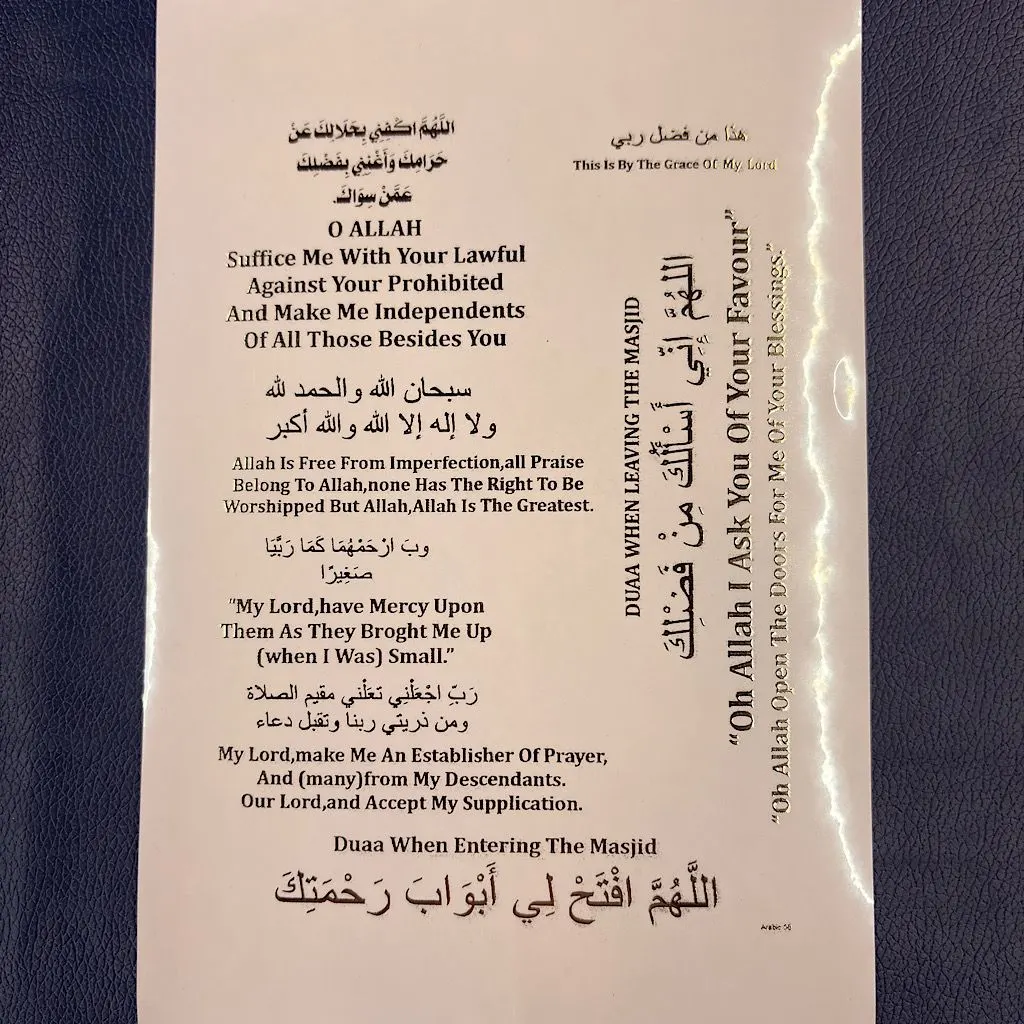 اللَّهُمَّ اكْفِنِي بِحَلَالِكَ عَنْ
حَرَامِكَ وَأَغْنِنِي بِفَضْلِكَ
عَمَّنْ سِوَاكَ.
O ALLAH
Suffice Me With Your Lawful
Against Your Prohibited
And Make Me Independents
Of All Those Besides You
سبحان الله والحمد لله
ولا إله إلا الله والله أكبر
Allah Is Free From Imperfection,all Praise
Belong To Allah,none Has The Right To Be
Worshipped But Allah,Allah Is The Greatest.
وبَ ارْحَمْهُمَا كَمَا رَبَّيَا
صَغِيرًا
“My Lord,have Mercy Upon
Them As They Broght Me Up
(when I Was) Small.”
رَبِّ اجْعَلْنِي تَعَلْني مقيم الصلاة
ومن ذريتي ربنا وتقبل دعاء
My Lord,make Me An Establisher Of Prayer,
And (many)from My Descendants.
Our Lord,and Accept My Supplication.
هذا من فضل ربي
This Is By The Grace Of My Lord
DUAA WHEN LEAVING THE MASJID
اللهُمَّ إِنِّي أَسْأَلُكَ مِنْ فَضْلِكَ
“Oh Allah I Ask You Of Your Favour”
“Oh Allah Open The Doors For Me Of Your Blessings.”
Duaa When Entering The Masjid
اللَّهُمَّ افْتَحْ لِي أَبْوَابَ رَحْمَتِكَ
Arabic 56